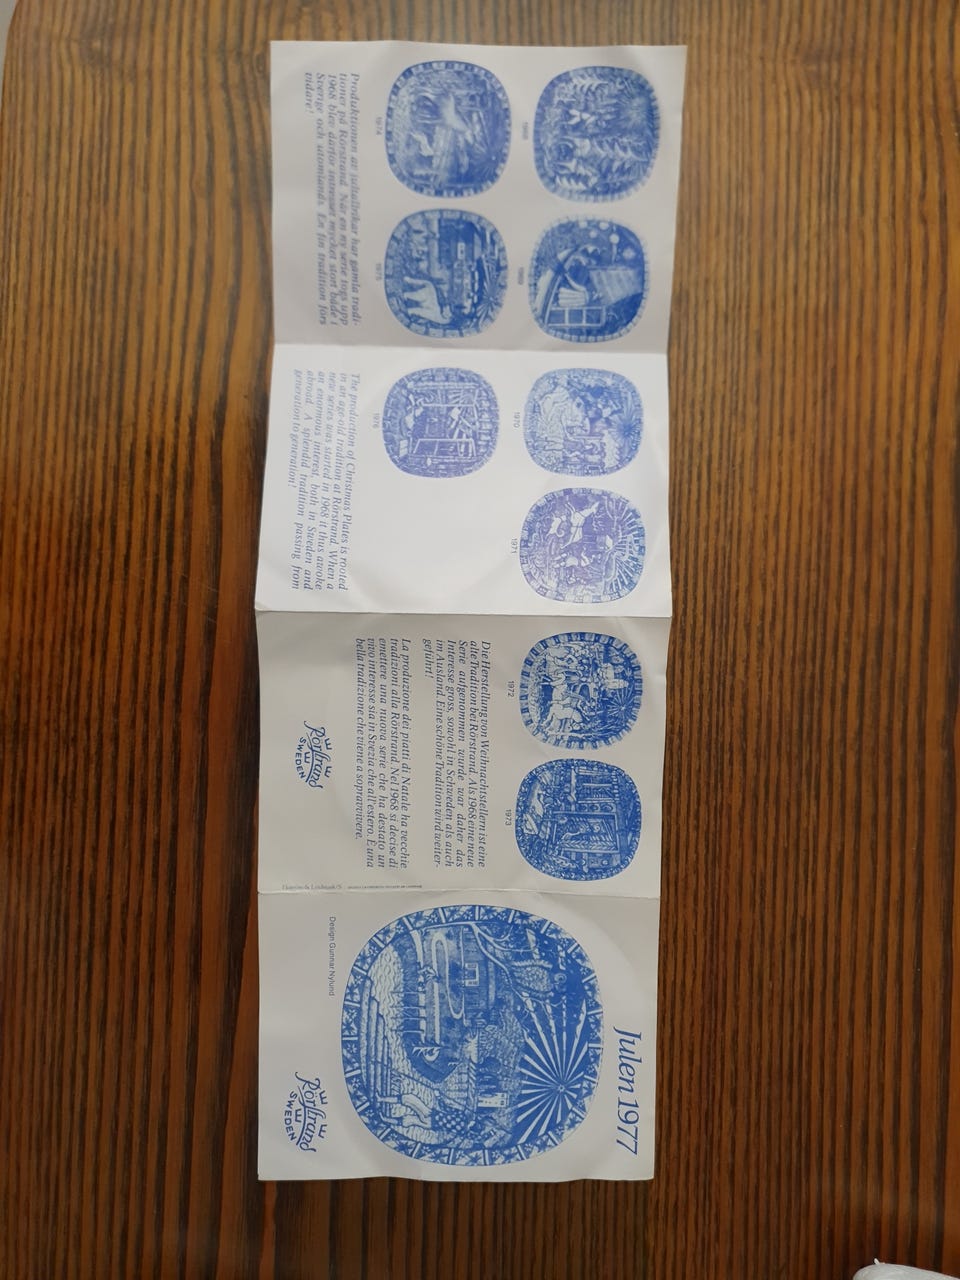 1968
1969
1974
1975
Produktionen av jultallrikar har gamla tradi-
tioner på Rörstrand. När en ny serie togs upp
1968 blev därför intresset mycket stort både i
Sverige och utomlands. En fin tradition förs
vidare!
1970
1971
1976
The production of Christmas Plates is rooted
in an age-old tradition at Rörstrand. When a
new series was started in 1968 it thus awoke
an enormous interest, both in Sweden and
abroad. A splendid tradition passing from
generation to generation!
1972
1973
Die Herstellung von Weihnachtstellern ist eine
alte Tradition bei Rörstrand. Als 1968 eine neue
Serie aufgenommen wurde war daher das
Interesse gross, sowohl in Schweden als auch
im Ausland. Eine schöne Tradition wird weiter-
geführt!
La produzione dei piatti di Natale ha vecchie
tradizioni alla Rörstrand. Nel 1968 si decise di
emettere una nuova serie che ha destato un
vivo interesse sia in Svezia che all'estero. È una
bella tradizione che viene a sopravvivere.
Rörstrand
SWEDEN
Julen 1977
Design Gunnar Nylund
Rörstrand
SWEDEN